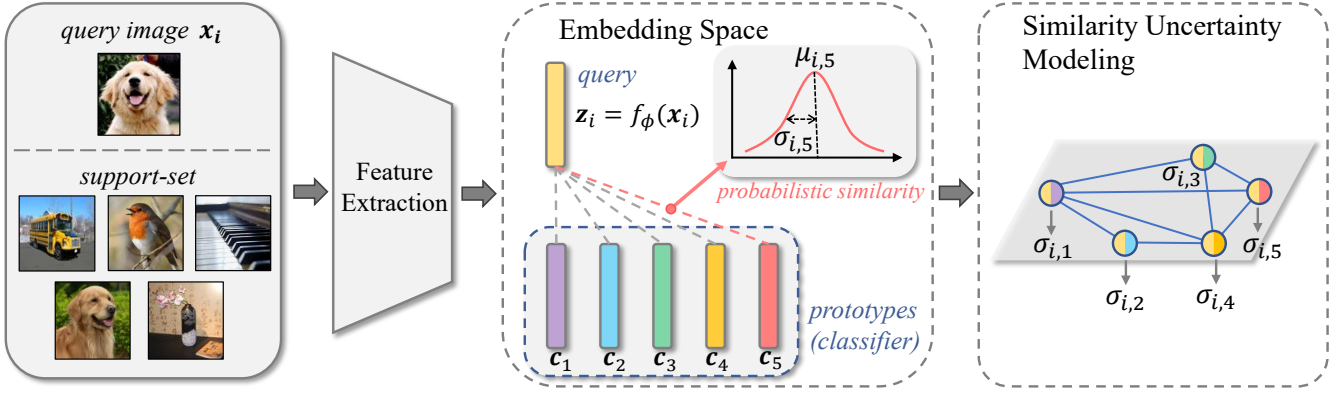 query image x_i
support-set
Feature
Extraction
Embedding Space
query
z_i = f_ϕ(x_i)
μ_{i,5}
σ_{i,5}
probabilistic similarity
c_1 c_2 c_3 c_4 c_5
prototypes
(classifier)
Similarity Uncertainty
Modeling
σ_{i,3}
σ_{i,1}
σ_{i,5}
σ_{i,2}
σ_{i,4}